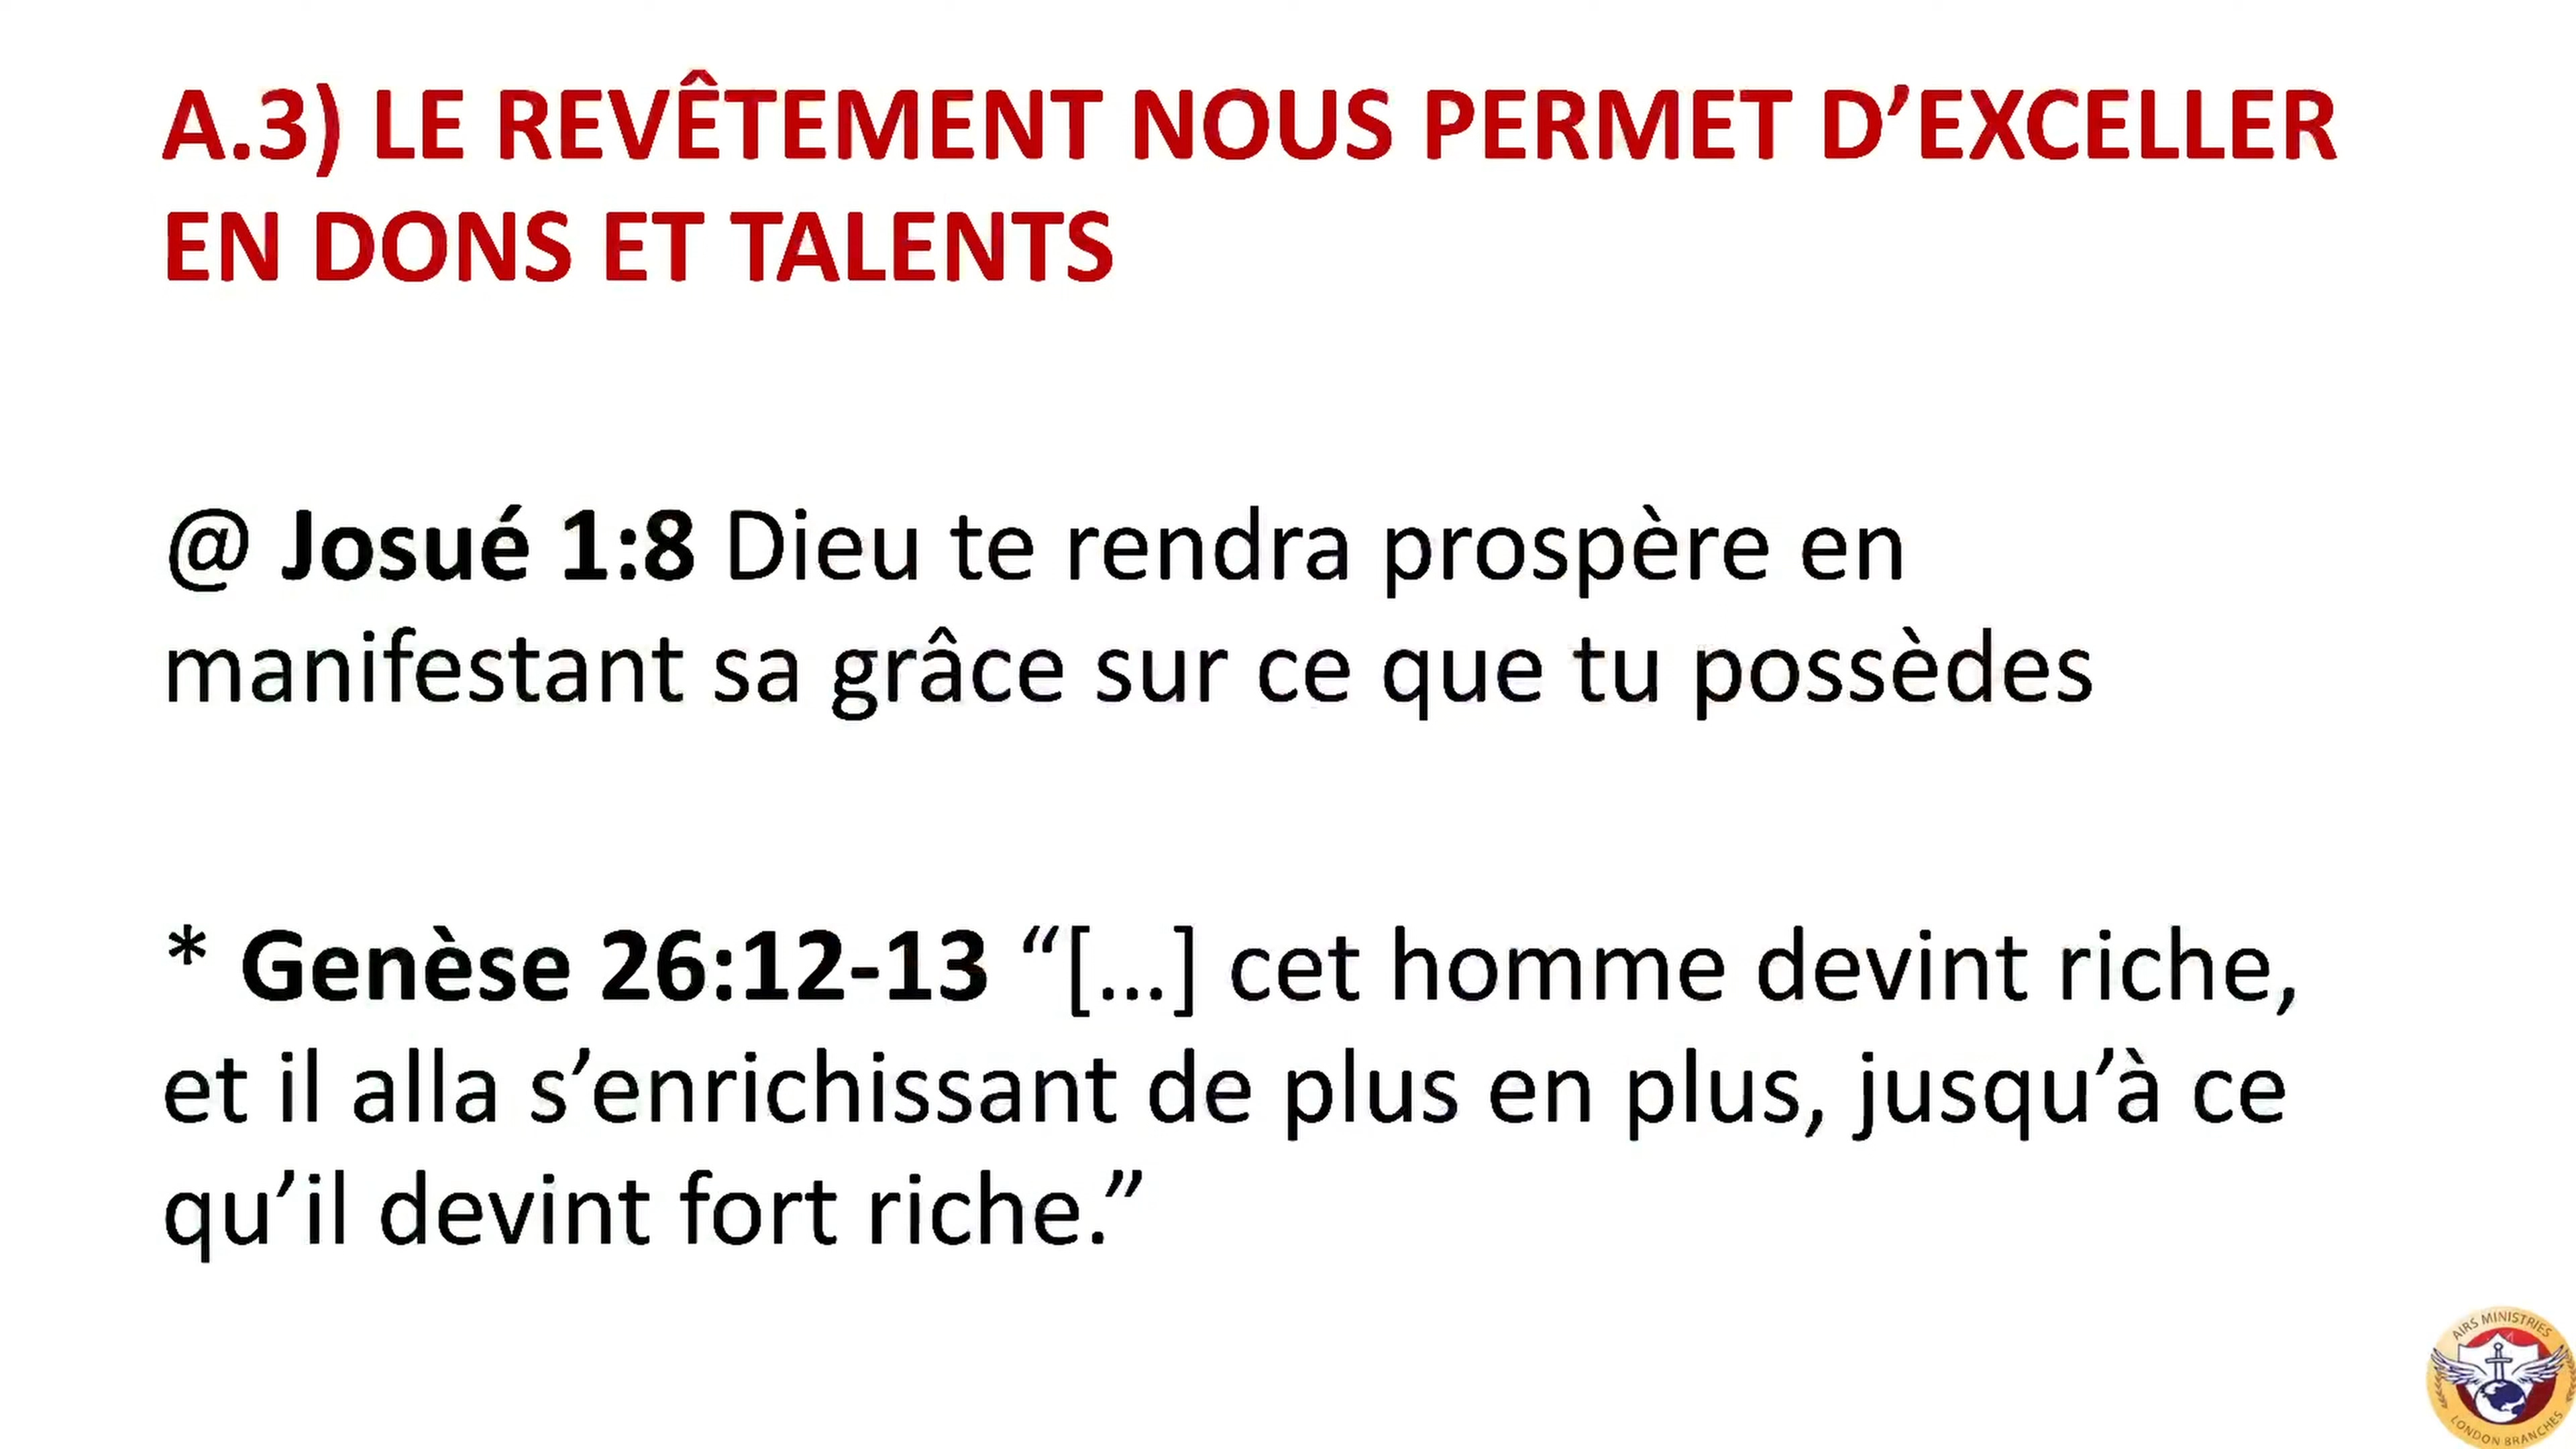 A.3) LE REVÊTEMENT NOUS PERMET D’EXCELLER
EN DONS ET TALENTS
@ Josué 1:8 Dieu te rendra prospère en
manifestant sa grâce sur ce que tu possèdes
* Genèse 26:12-13 “[...] cet homme devint riche,
et il alla s’enrichissant de plus en plus, jusqu’à ce
qu’il devint fort riche.”
AIRS MINISTRIES
LONDON BRANCHES